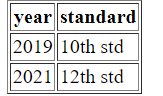 year standard
2019 10th std
2021 12th std